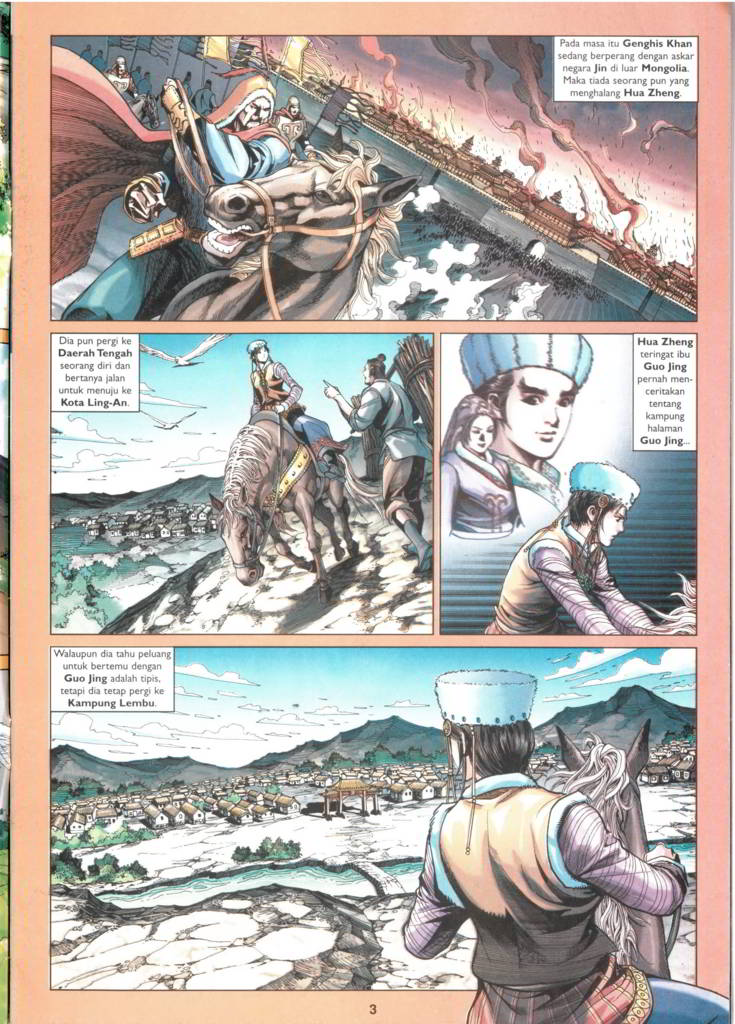 Pada masa itu Genghis Khan
sedang berperang dengan askar
negara Jin di luar Mongolia.
Maka tiada seorang pun yang
menghalang Hua Zheng.
Dia pun pergi ke
Daerah Tengah
seorang diri dan
bertanya jalan
untuk menuju ke
Kota Ling-An.
Hua Zheng
teringat ibu
Guo Jing
pernah men-
ceritakan
tentang
kampung
halaman
Guo Jing...
Walaupun dia tahu peluang
untuk bertemu dengan
Guo Jing adalah tipis,
tetapi dia tetap pergi ke
Kampung Lembu.
3